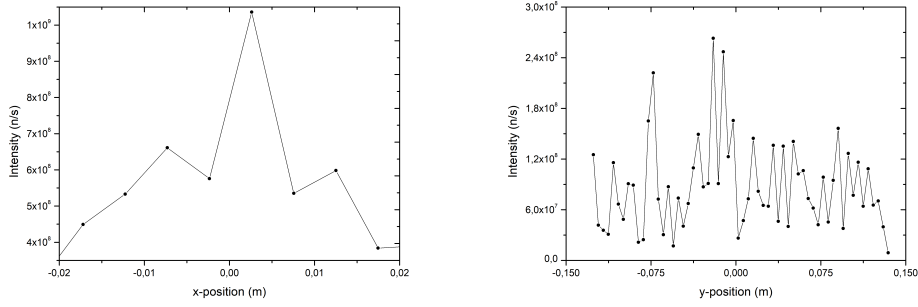 1x10⁹
9x10⁸
8x10⁸
7x10⁸
6x10⁸
5x10⁸
4x10⁸
Intensity (n/s)
-0,02
-0,01
0,00
0,01
0,02
x-position (m)
3,0x10⁸
2,4x10⁸
1,8x10⁸
1,2x10⁸
6,0x10⁷
0,0
Intensity (n/s)
-0,150
-0,075
0,000
0,075
0,150
y-position (m)